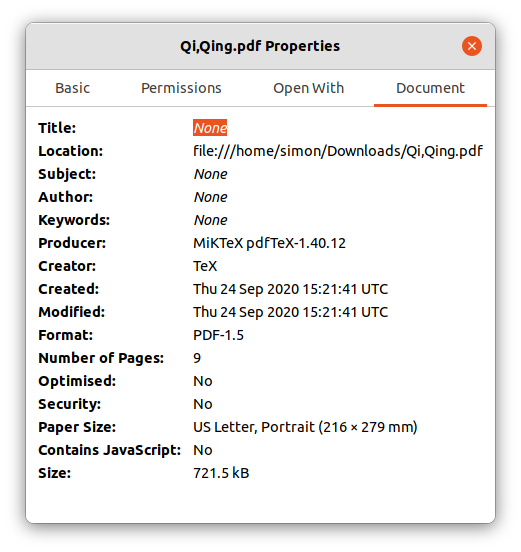 Qi,Qing.pdf Properties
Basic Permissions Open With Document
Title: None
Location: file:///home/simon/Downloads/Qi,Qing.pdf
Subject: None
Author: None
Keywords: None
Producer: MiKTeX pdfTeX-1.40.12
Creator: TeX
Created: Thu 24 Sep 2020 15:21:41 UTC
Modified: Thu 24 Sep 2020 15:21:41 UTC
Format: PDF-1.5
Number of Pages: 9
Optimised: No
Security: No
Paper Size: US Letter, Portrait (216 × 279 mm)
Contains JavaScript: No
Size: 721.5 kB